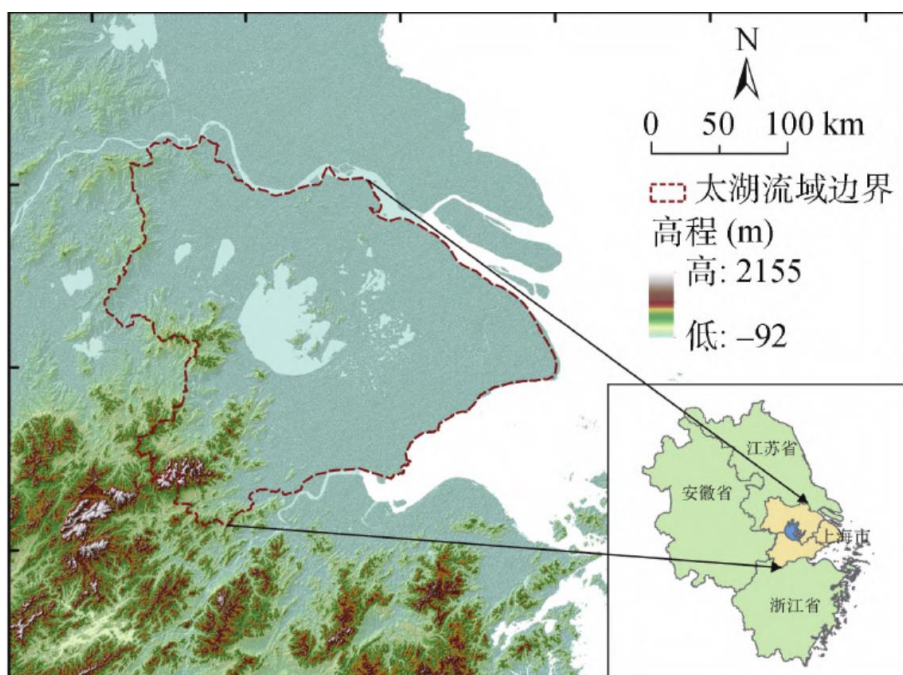 N
0 50 100 km
太湖流域边界
高程 (m)
高: 2155
低: –92
江苏省
安徽省
上海市
浙江省